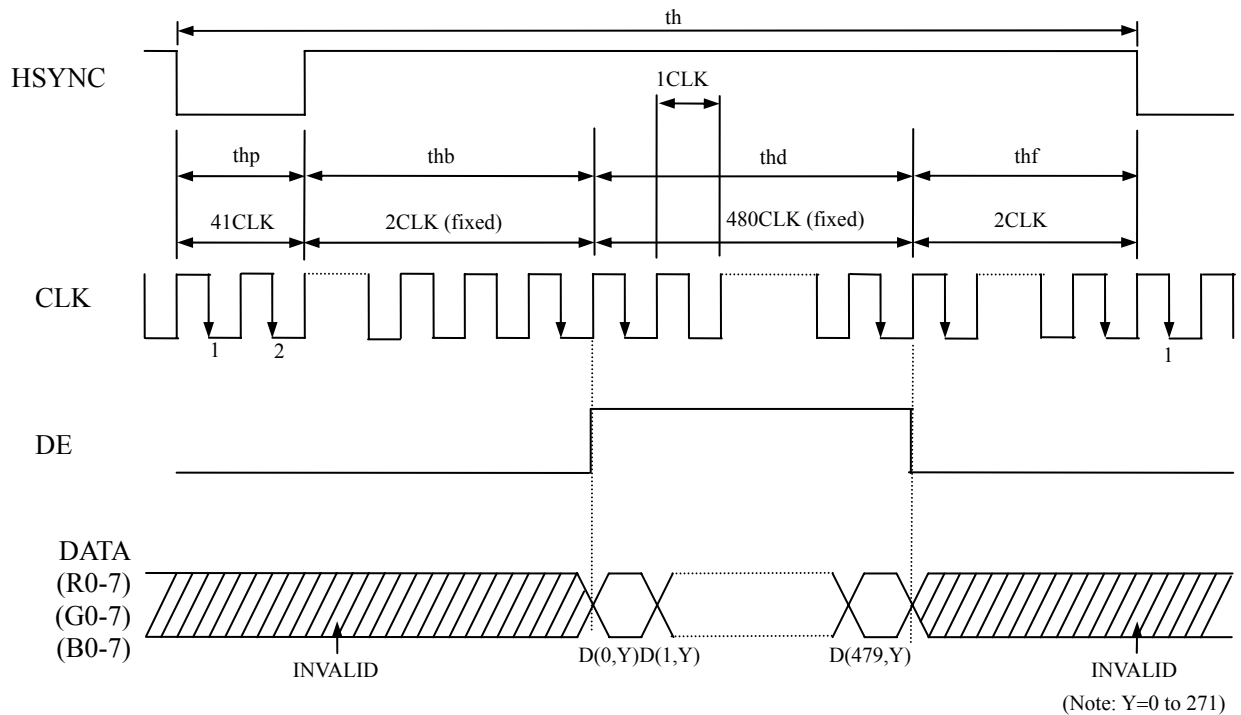 th
HSYNC
1CLK
thp thb thd thf
41CLK 2CLK (fixed) 480CLK (fixed) 2CLK
CLK
1 2 1
DE
DATA
(R0-7)
(G0-7)
(B0-7)
INVALID D(0,Y)D(1,Y) D(479,Y) INVALID
(Note: Y=0 to 271)